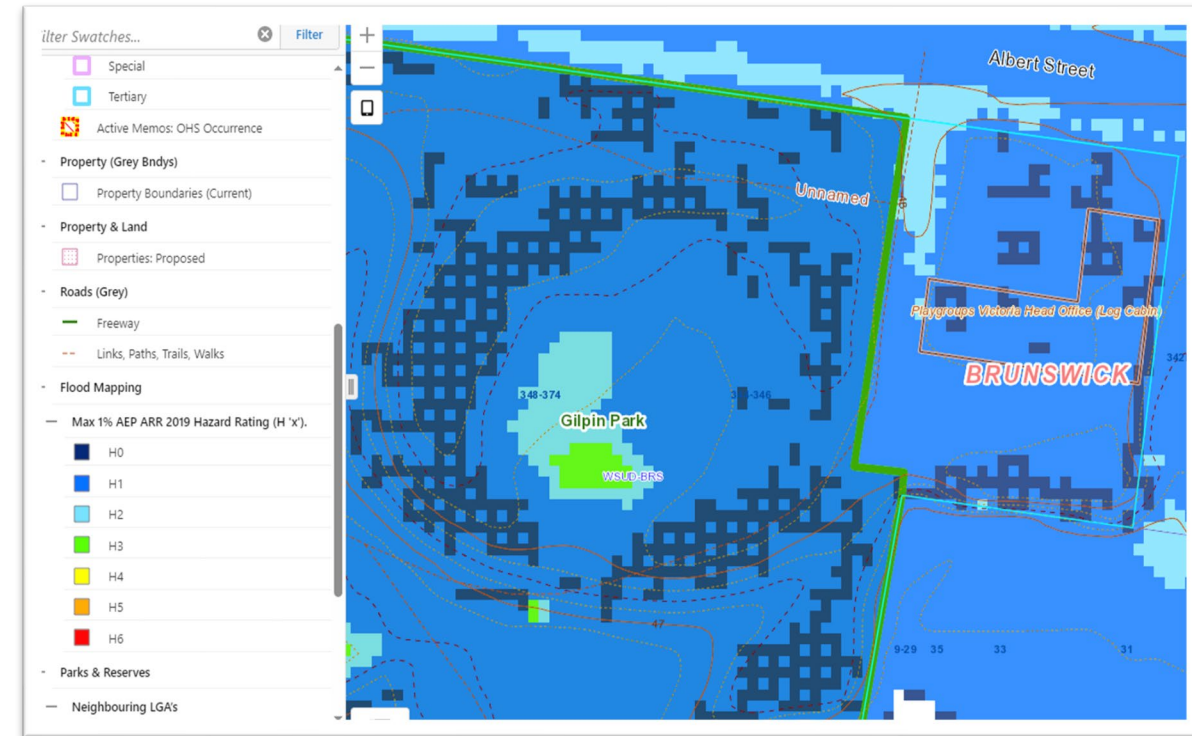 ilter Swatches...
Filter
Special
Tertiary
Active Memos: OHS Occurrence
- Property (Grey Bndys)
Property Boundaries (Current)
- Property & Land
Properties: Proposed
- Roads (Grey)
Freeway
Links, Paths, Trails, Walks
- Flood Mapping
— Max 1% AEP ARR 2019 Hazard Rating (H 'x').
H0
H1
H2
H3
H4
H5
H6
- Parks & Reserves
— Neighbouring LGA's
Albert Street
Unnamed
Playgroups Victoria Head Office (Log Cabin)
342
BRUNSWICK
348-374
Gilpin Park
WSUD-BRS
47
9-29
35
33
31